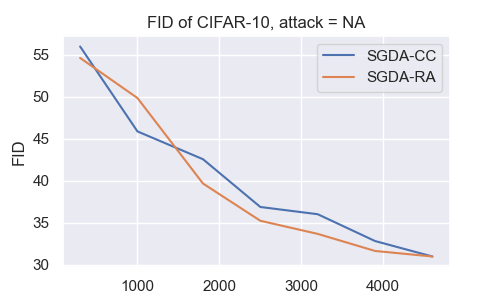 FID of CIFAR-10, attack = NA
SGDA-CC
SGDA-RA
FID
55
50
45
40
35
30
1000 2000 3000 4000